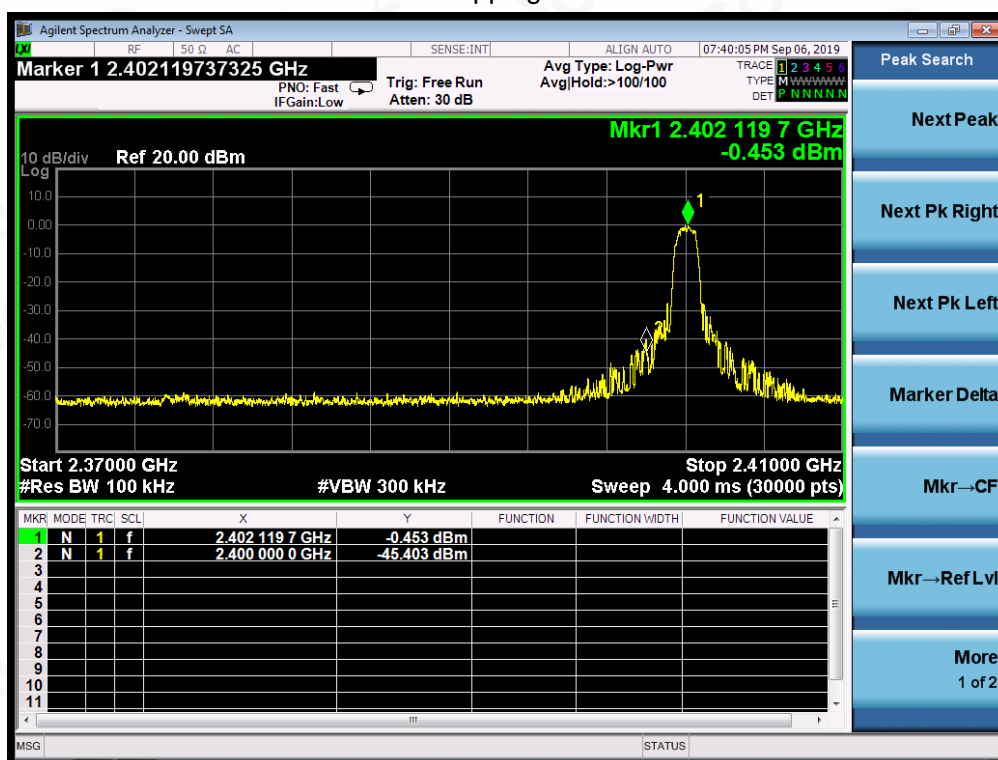 pping
Agilent Spectrum Analyzer - Swept SA
LXI RF 50 Ω AC SENSE:INT ALIGN AUTO 07:40:05 PM Sep 06, 2019
Marker 1 2.402119737325 GHz
PNO: Fast
IFGain:Low
Trig: Free Run
Atten: 30 dB
Avg Type: Log-Pwr
Avg|Hold:>100/100
TRACE 1 2 3 4 5 6
TYPE M WWWWW
DET P N N N N N
Mkr1 2.402 119 7 GHz
-0.453 dBm
10 dB/div Ref 20.00 dBm
Log
10.0
0.00
-10.0
-20.0
-30.0
-40.0
-50.0
-60.0
-70.0
1
2
Start 2.37000 GHz Stop 2.41000 GHz
#Res BW 100 kHz #VBW 300 kHz Sweep 4.000 ms (30000 pts)
MKR MODE TRC SCL X Y FUNCTION FUNCTION WIDTH FUNCTION VALUE
1 N 1 f 2.402 119 7 GHz -0.453 dBm
2 N 1 f 2.400 000 0 GHz -45.403 dBm
3
4
5
6
7
8
9
10
11
MSG STATUS
Peak Search
Next Peak
Next Pk Right
Next Pk Left
Marker Delta
Mkr→CF
Mkr→Ref Lvl
More
1 of 2